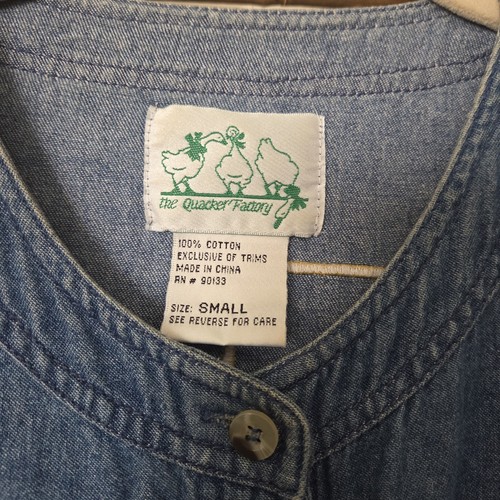 the Quacker Factory
100% COTTON
EXCLUSIVE OF TRIMS
MADE IN CHINA
RN # 90133
SIZE: SMALL
SEE REVERSE FOR CARE